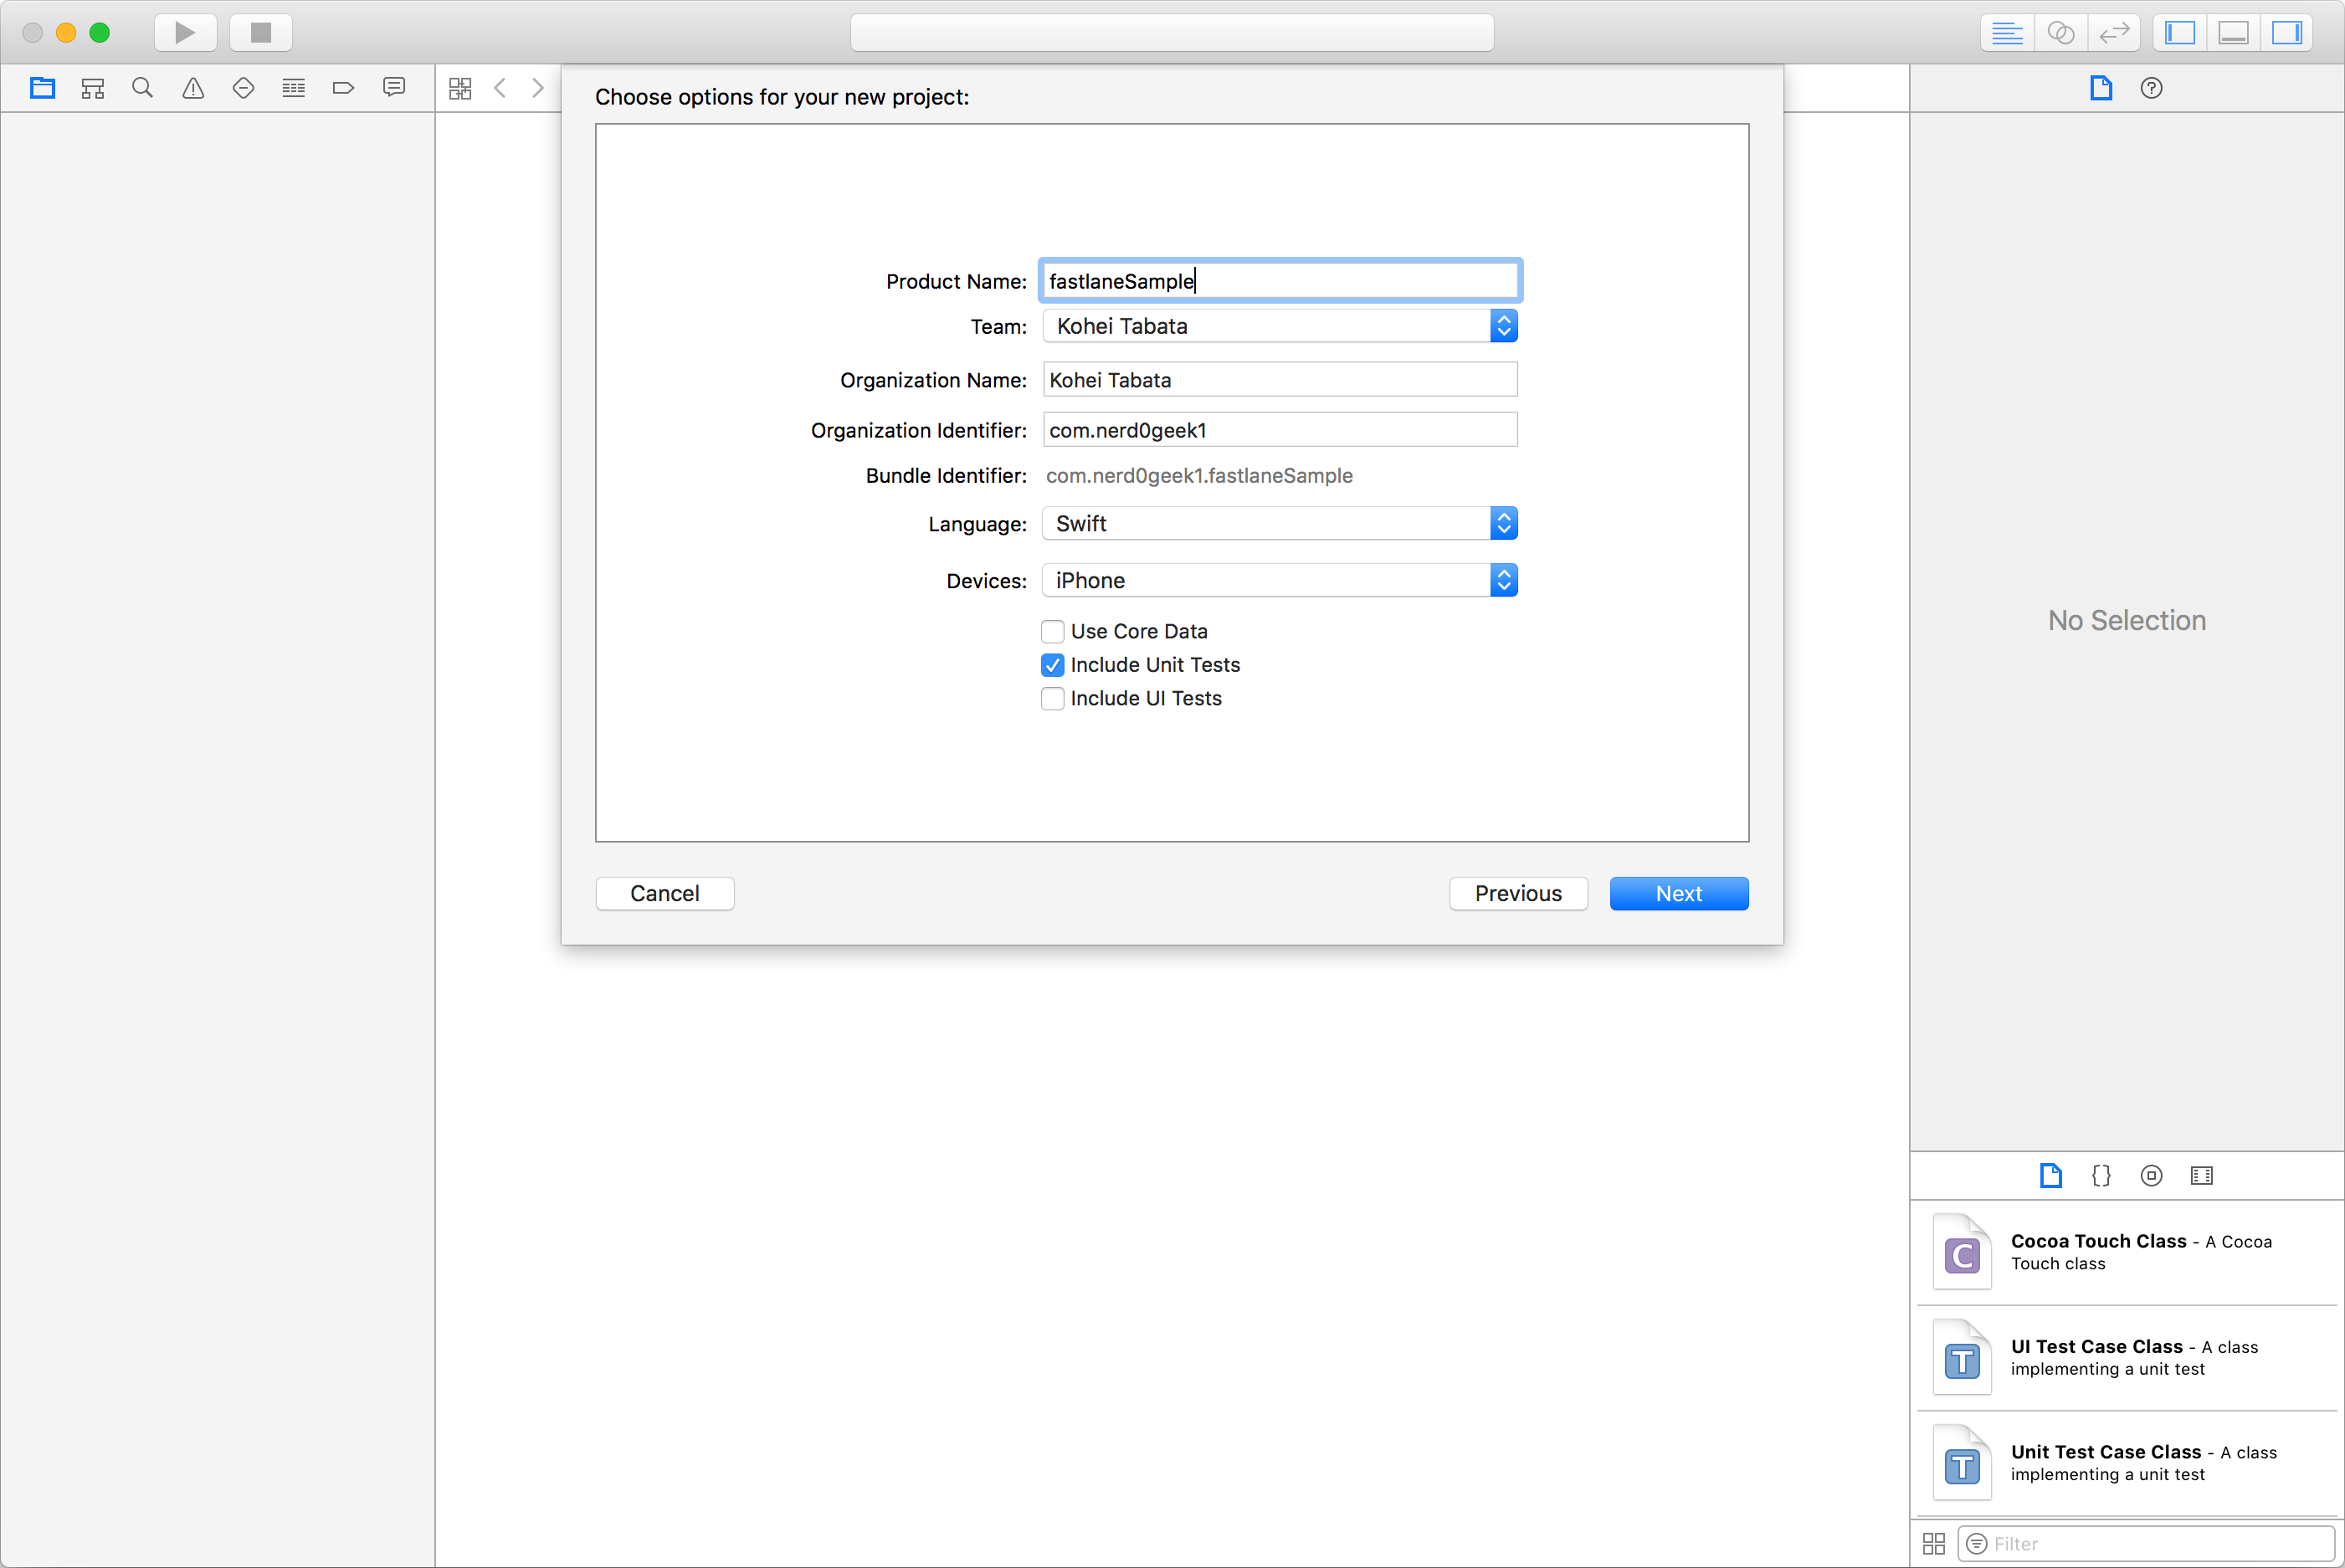 Choose options for your new project:
Product Name: fastlaneSample
Team: Kohei Tabata
Organization Name: Kohei Tabata
Organization Identifier: com.nerd0geek1
Bundle Identifier: com.nerd0geek1.fastlaneSample
Language: Swift
Devices: iPhone
Use Core Data
Include Unit Tests
Include UI Tests
Cancel
Previous
Next
No Selection
Cocoa Touch Class - A Cocoa
Touch class
UI Test Case Class - A class
implementing a unit test
Unit Test Case Class - A class
implementing a unit test
Filter